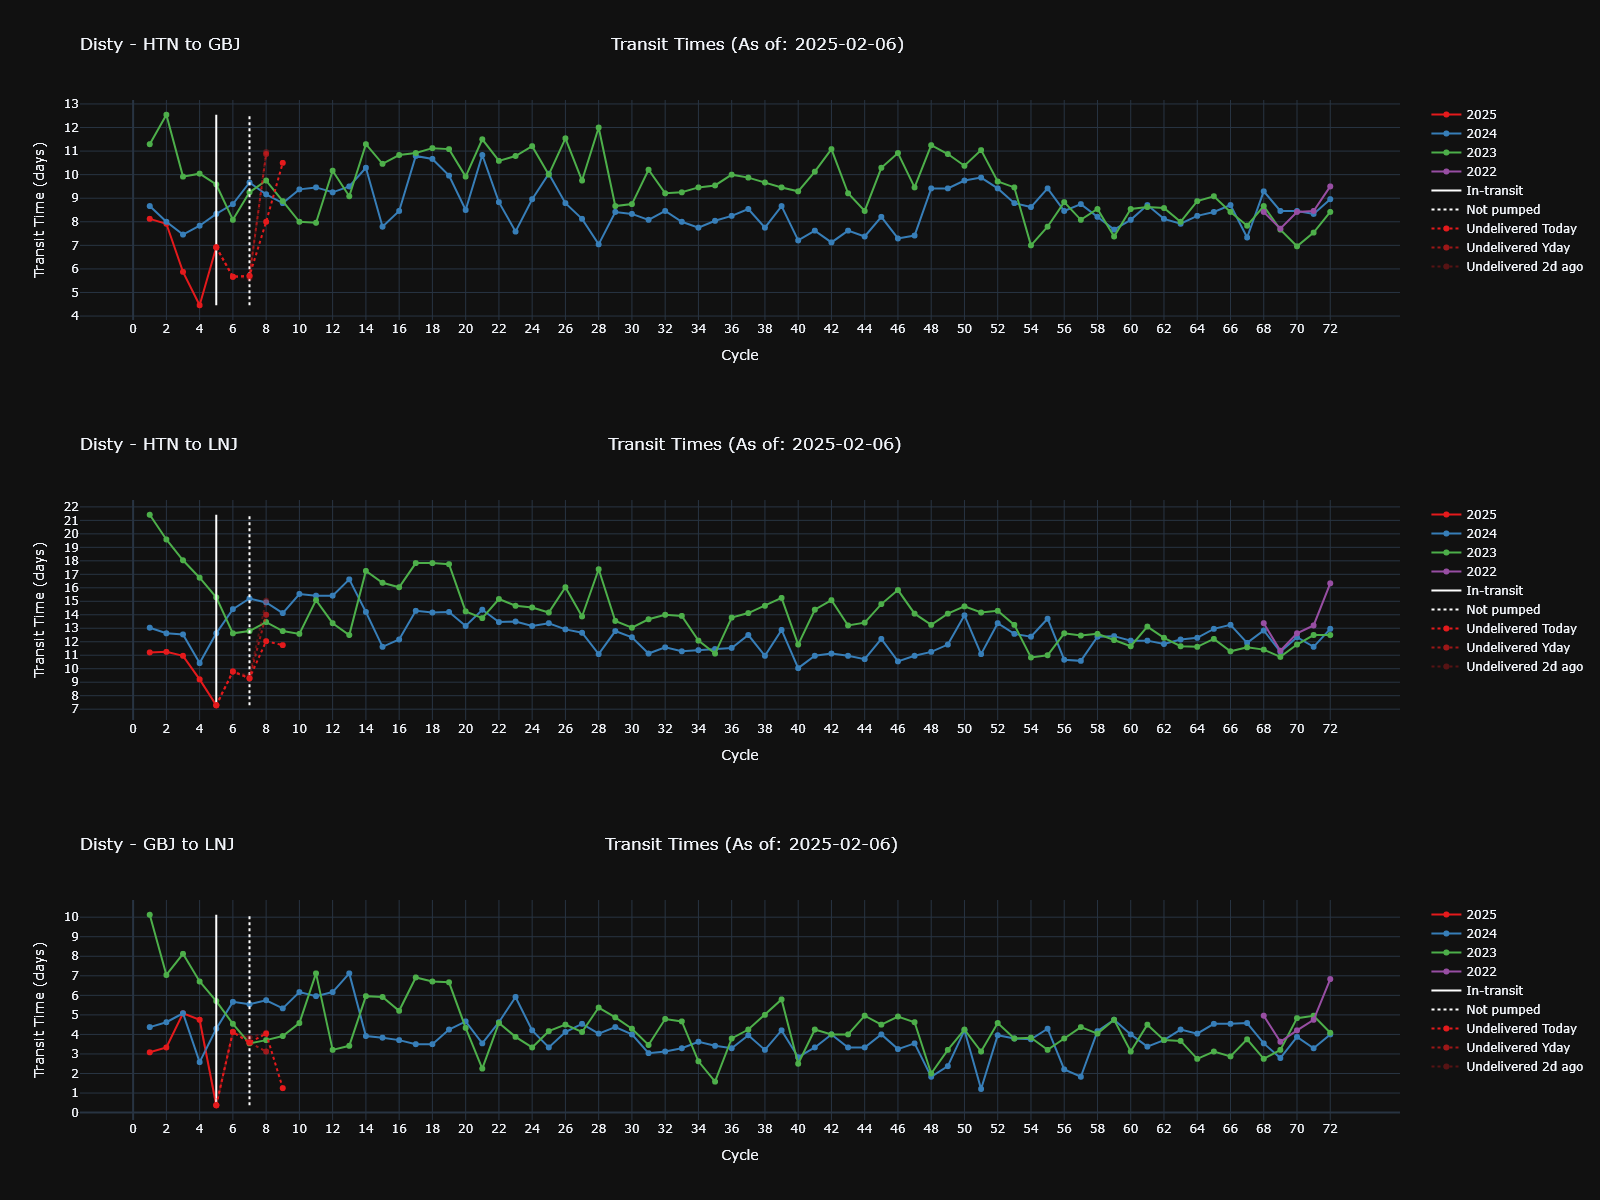 Disty - HTN to GBJ
Transit Times (As of: 2025-02-06)
Transit Time (days)
13
12
11
10
9
8
7
6
5
4
0 2 4 6 8 10 12 14 16 18 20 22 24 26 28 30 32 34 36 38 40 42 44 46 48 50 52 54 56 58 60 62 64 66 68 70 72
Cycle
2025
2024
2023
2022
In-transit
Not pumped
Undelivered Today
Undelivered Yday
Undelivered 2d ago
Disty - HTN to LNJ
Transit Times (As of: 2025-02-06)
Transit Time (days)
22
21
20
19
18
17
16
15
14
13
12
11
10
9
8
7
0 2 4 6 8 10 12 14 16 18 20 22 24 26 28 30 32 34 36 38 40 42 44 46 48 50 52 54 56 58 60 62 64 66 68 70 72
Cycle
2025
2024
2023
2022
In-transit
Not pumped
Undelivered Today
Undelivered Yday
Undelivered 2d ago
Disty - GBJ to LNJ
Transit Times (As of: 2025-02-06)
Transit Time (days)
10
9
8
7
6
5
4
3
2
1
0
0 2 4 6 8 10 12 14 16 18 20 22 24 26 28 30 32 34 36 38 40 42 44 46 48 50 52 54 56 58 60 62 64 66 68 70 72
Cycle
2025
2024
2023
2022
In-transit
Not pumped
Undelivered Today
Undelivered Yday
Undelivered 2d ago